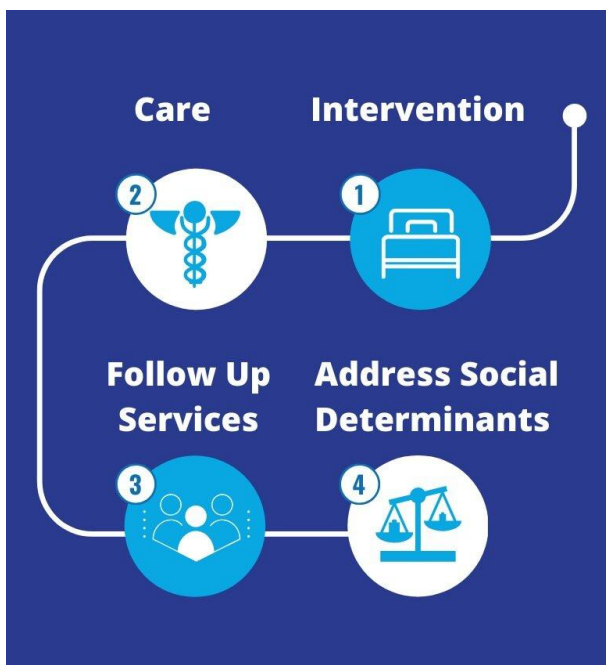 Care
Intervention
2
1
Follow Up
Services
Address Social
Determinants
3
4